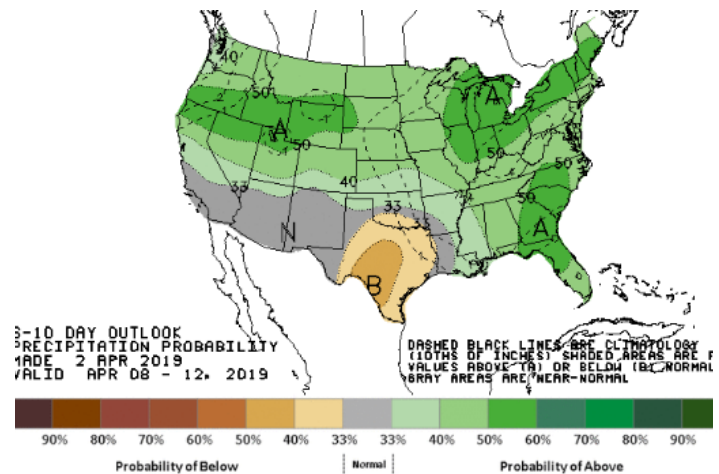 40
50
A
A
50
50
50
40
33
33
33
50
N
A
B
6-10 DAY OUTLOOK
PRECIPITATION PROBABILITY
MADE 2 APR 2019
VALID APR 08 - 12, 2019
DASHED BLACK LINES ARE CLIMATOLOGY
(10THS OF INCHES) SHADED AREAS ARE F
VALUES ABOVE (A) OR BELOW (B) NORMAL
GRAY AREAS ARE NEAR-NORMAL
90% 80% 70% 60% 50% 40% 33% 33% 40% 50% 60% 70% 80% 90%
Probability of Below Normal Probability of Above